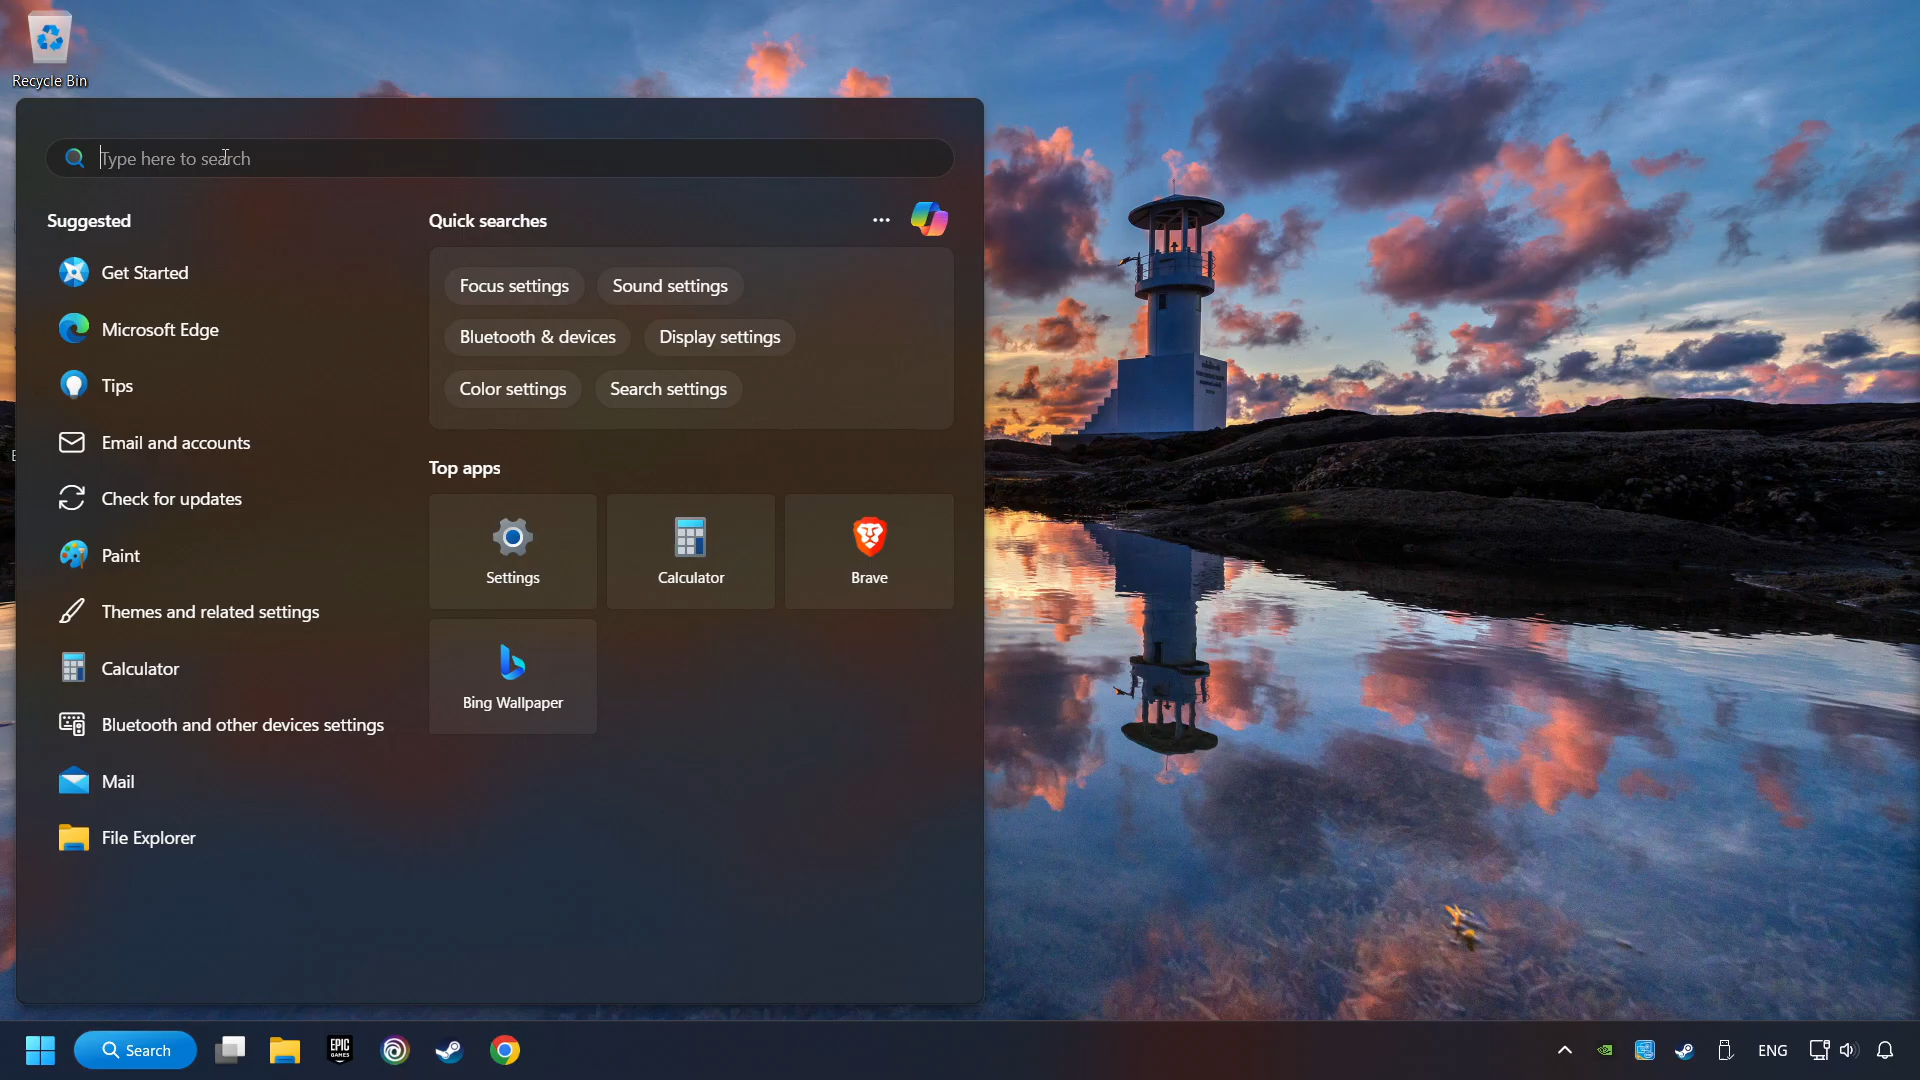 Recycle Bin
Type here to search
Suggested
Get Started
Microsoft Edge
Tips
Email and accounts
Check for updates
Paint
Themes and related settings
Calculator
Bluetooth and other devices settings
Mail
File Explorer
Quick searches
Focus settings
Sound settings
Bluetooth & devices
Display settings
Color settings
Search settings
Top apps
Settings
Calculator
Brave
Bing Wallpaper
Search
EPIC
GAMES
ENG